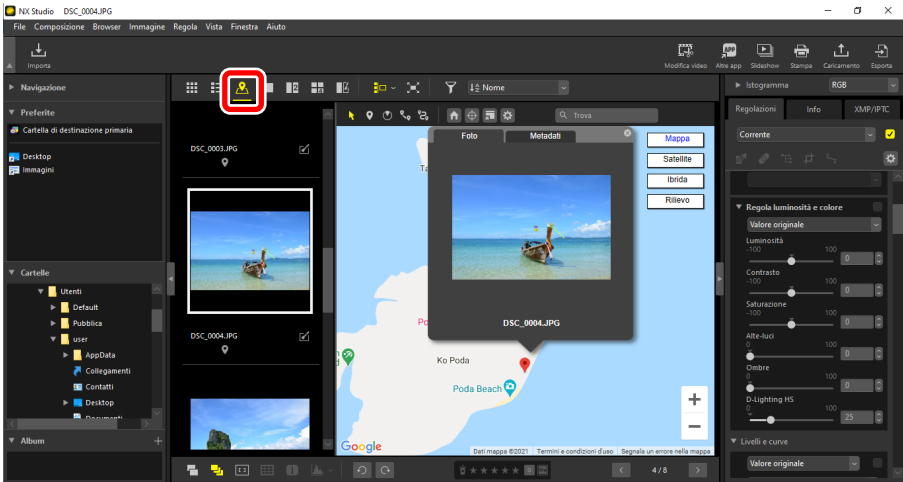 NX Studio DSC_0004.JPG
File Composizione Browser Immagine Regola Vista Finestra Aiuto
Importa
Modifica video Altre app Slideshow Stampa Caricamento Esporta
Navigazione
Nome
Istogramma RGB
Preferite
Cartella di destinazione primaria
Desktop
Immagini
Cartelle
Utenti
Default
Pubblica
user
AppData
Collegamenti
Contatti
Desktop
Album
DSC_0003.JPG
DSC_0004.JPG
Trova
Foto Metadati
DSC_0004.JPG
Mappa
Satellite
Ibrida
Rilievo
Ko Poda
Poda Beach
Google
Dati mappa ©2021 Termini e condizioni d'uso Segnala un errore nella mappa
4/8
Regolazioni Info XMP/IPTC
Corrente
Regola luminosità e colore
Valore originale
Luminosità
-100 100
0
Contrasto
-100 100
0
Saturazione
-100 100
0
Alte-luci
0 100
0
Ombre
0 100
0
D-Lighting HS
0 100
25
Livelli e curve
Valore originale